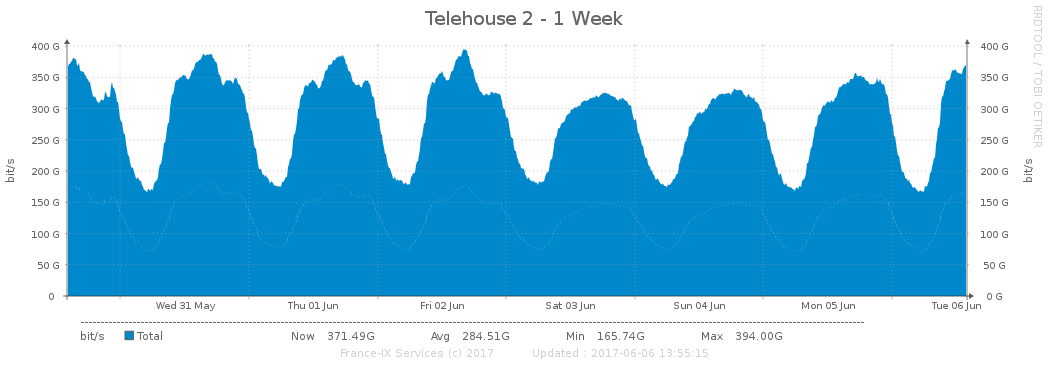 Telehouse 2 - 1 Week
RRDTOOL / TOBI OETIKER
400 G 400 G
350 G 350 G
300 G 300 G
250 G 250 G
200 G 200 G
150 G 150 G
100 G 100 G
50 G 50 G
0 0 G
bit/s bit/s
Wed 31 May Thu 01 Jun Fri 02 Jun Sat 03 Jun Sun 04 Jun Mon 05 Jun Tue 06 Jun
bit/s Total Now 371.49G Avg 284.51G Min 165.74G Max 394.00G
France-IX Services (c) 2017 Updated : 2017-06-06 13:55:15